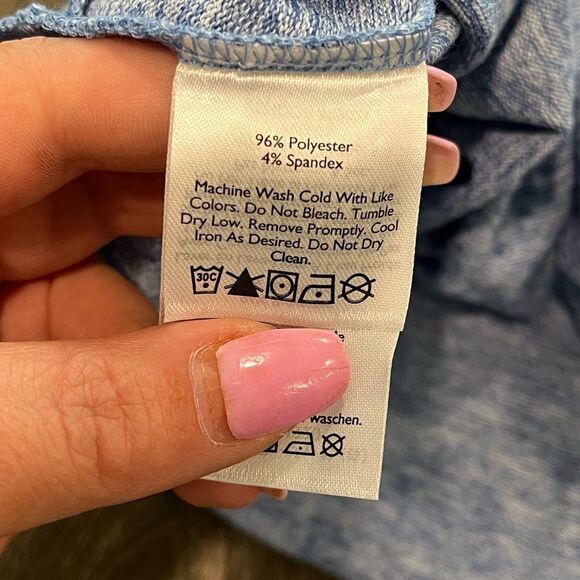 96% Polyester
4% Spandex
Machine Wash Cold With Like
Colors. Do Not Bleach. Tumble
Dry Low. Remove Promptly. Cool
Iron As Desired. Do Not Dry
Clean.
30C
waschen.